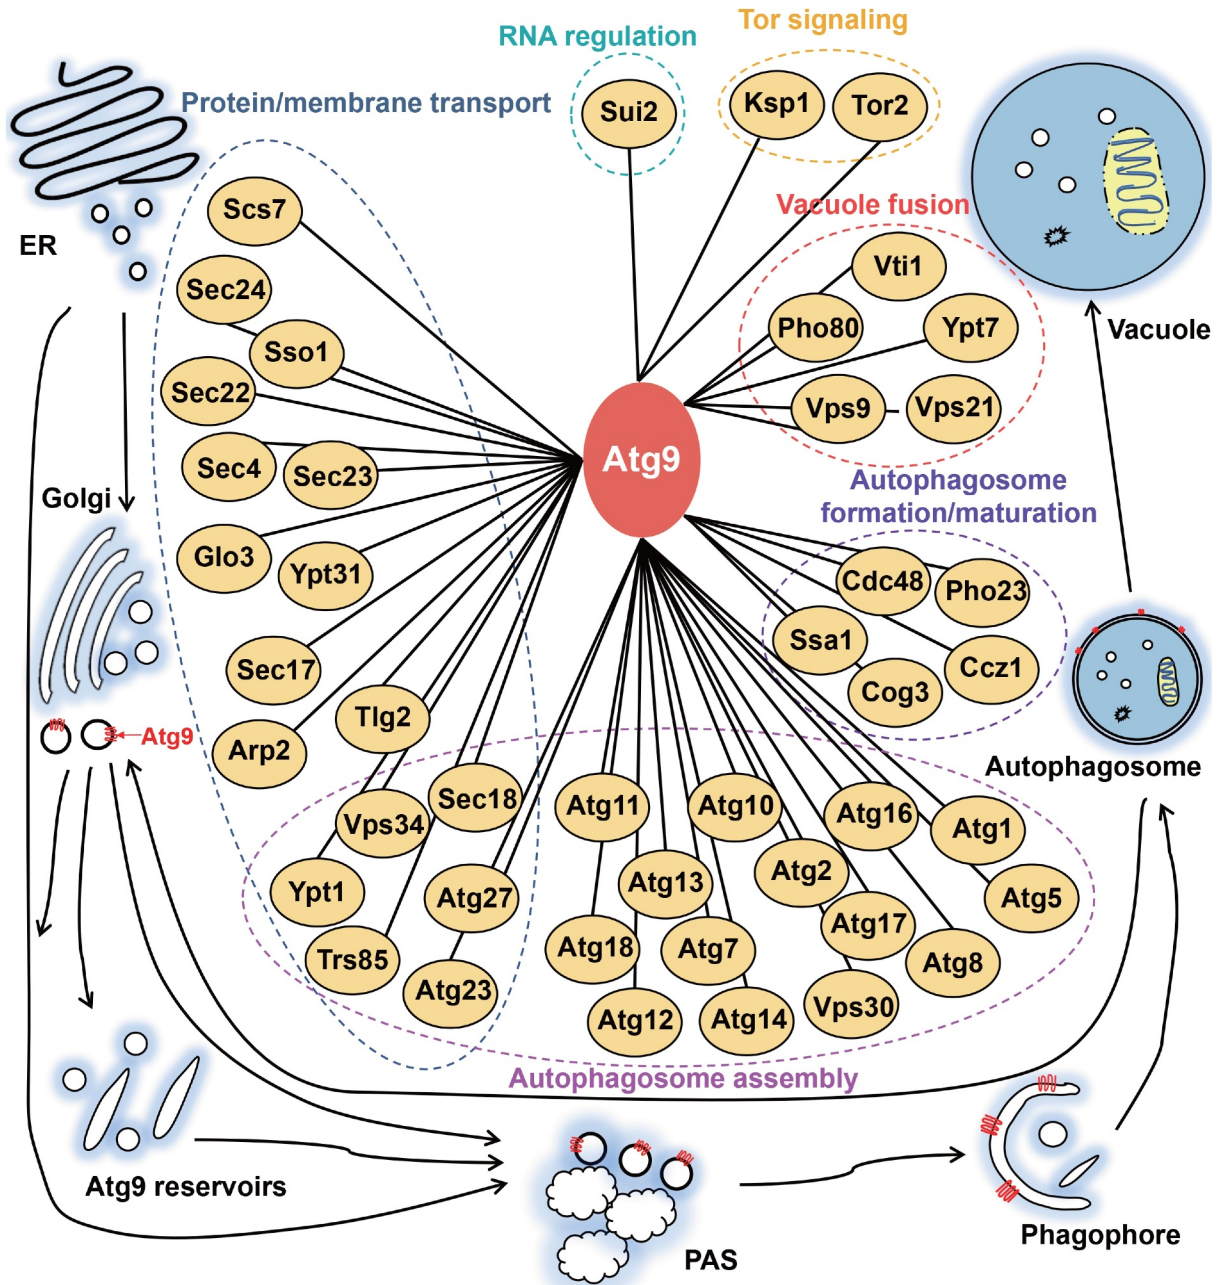 Tor signaling
RNA regulation
Ksp1
Tor2
Sui2
Protein/membrane transport
Vacuole fusion
Scs7
ER
Vti1
Sec24
Pho80
Ypt7
Vacuole
Sso1
Sec22
Vps9
Vps21
Atg9
Sec4
Sec23
Autophagosome
formation/maturation
Golgi
Glo3
Ypt31
Cdc48
Pho23
Ssa1
Sec17
Ccz1
Cog3
Tlg2
Atg9
Arp2
Autophagosome
Sec18
Vps34
Atg11
Atg10
Atg16
Atg1
Atg13
Atg2
Ypt1
Atg27
Atg5
Atg17
Trs85
Atg18
Atg7
Atg8
Atg23
Vps30
Atg12
Atg14
Autophagosome assembly
Atg9 reservoirs
Phagophore
PAS